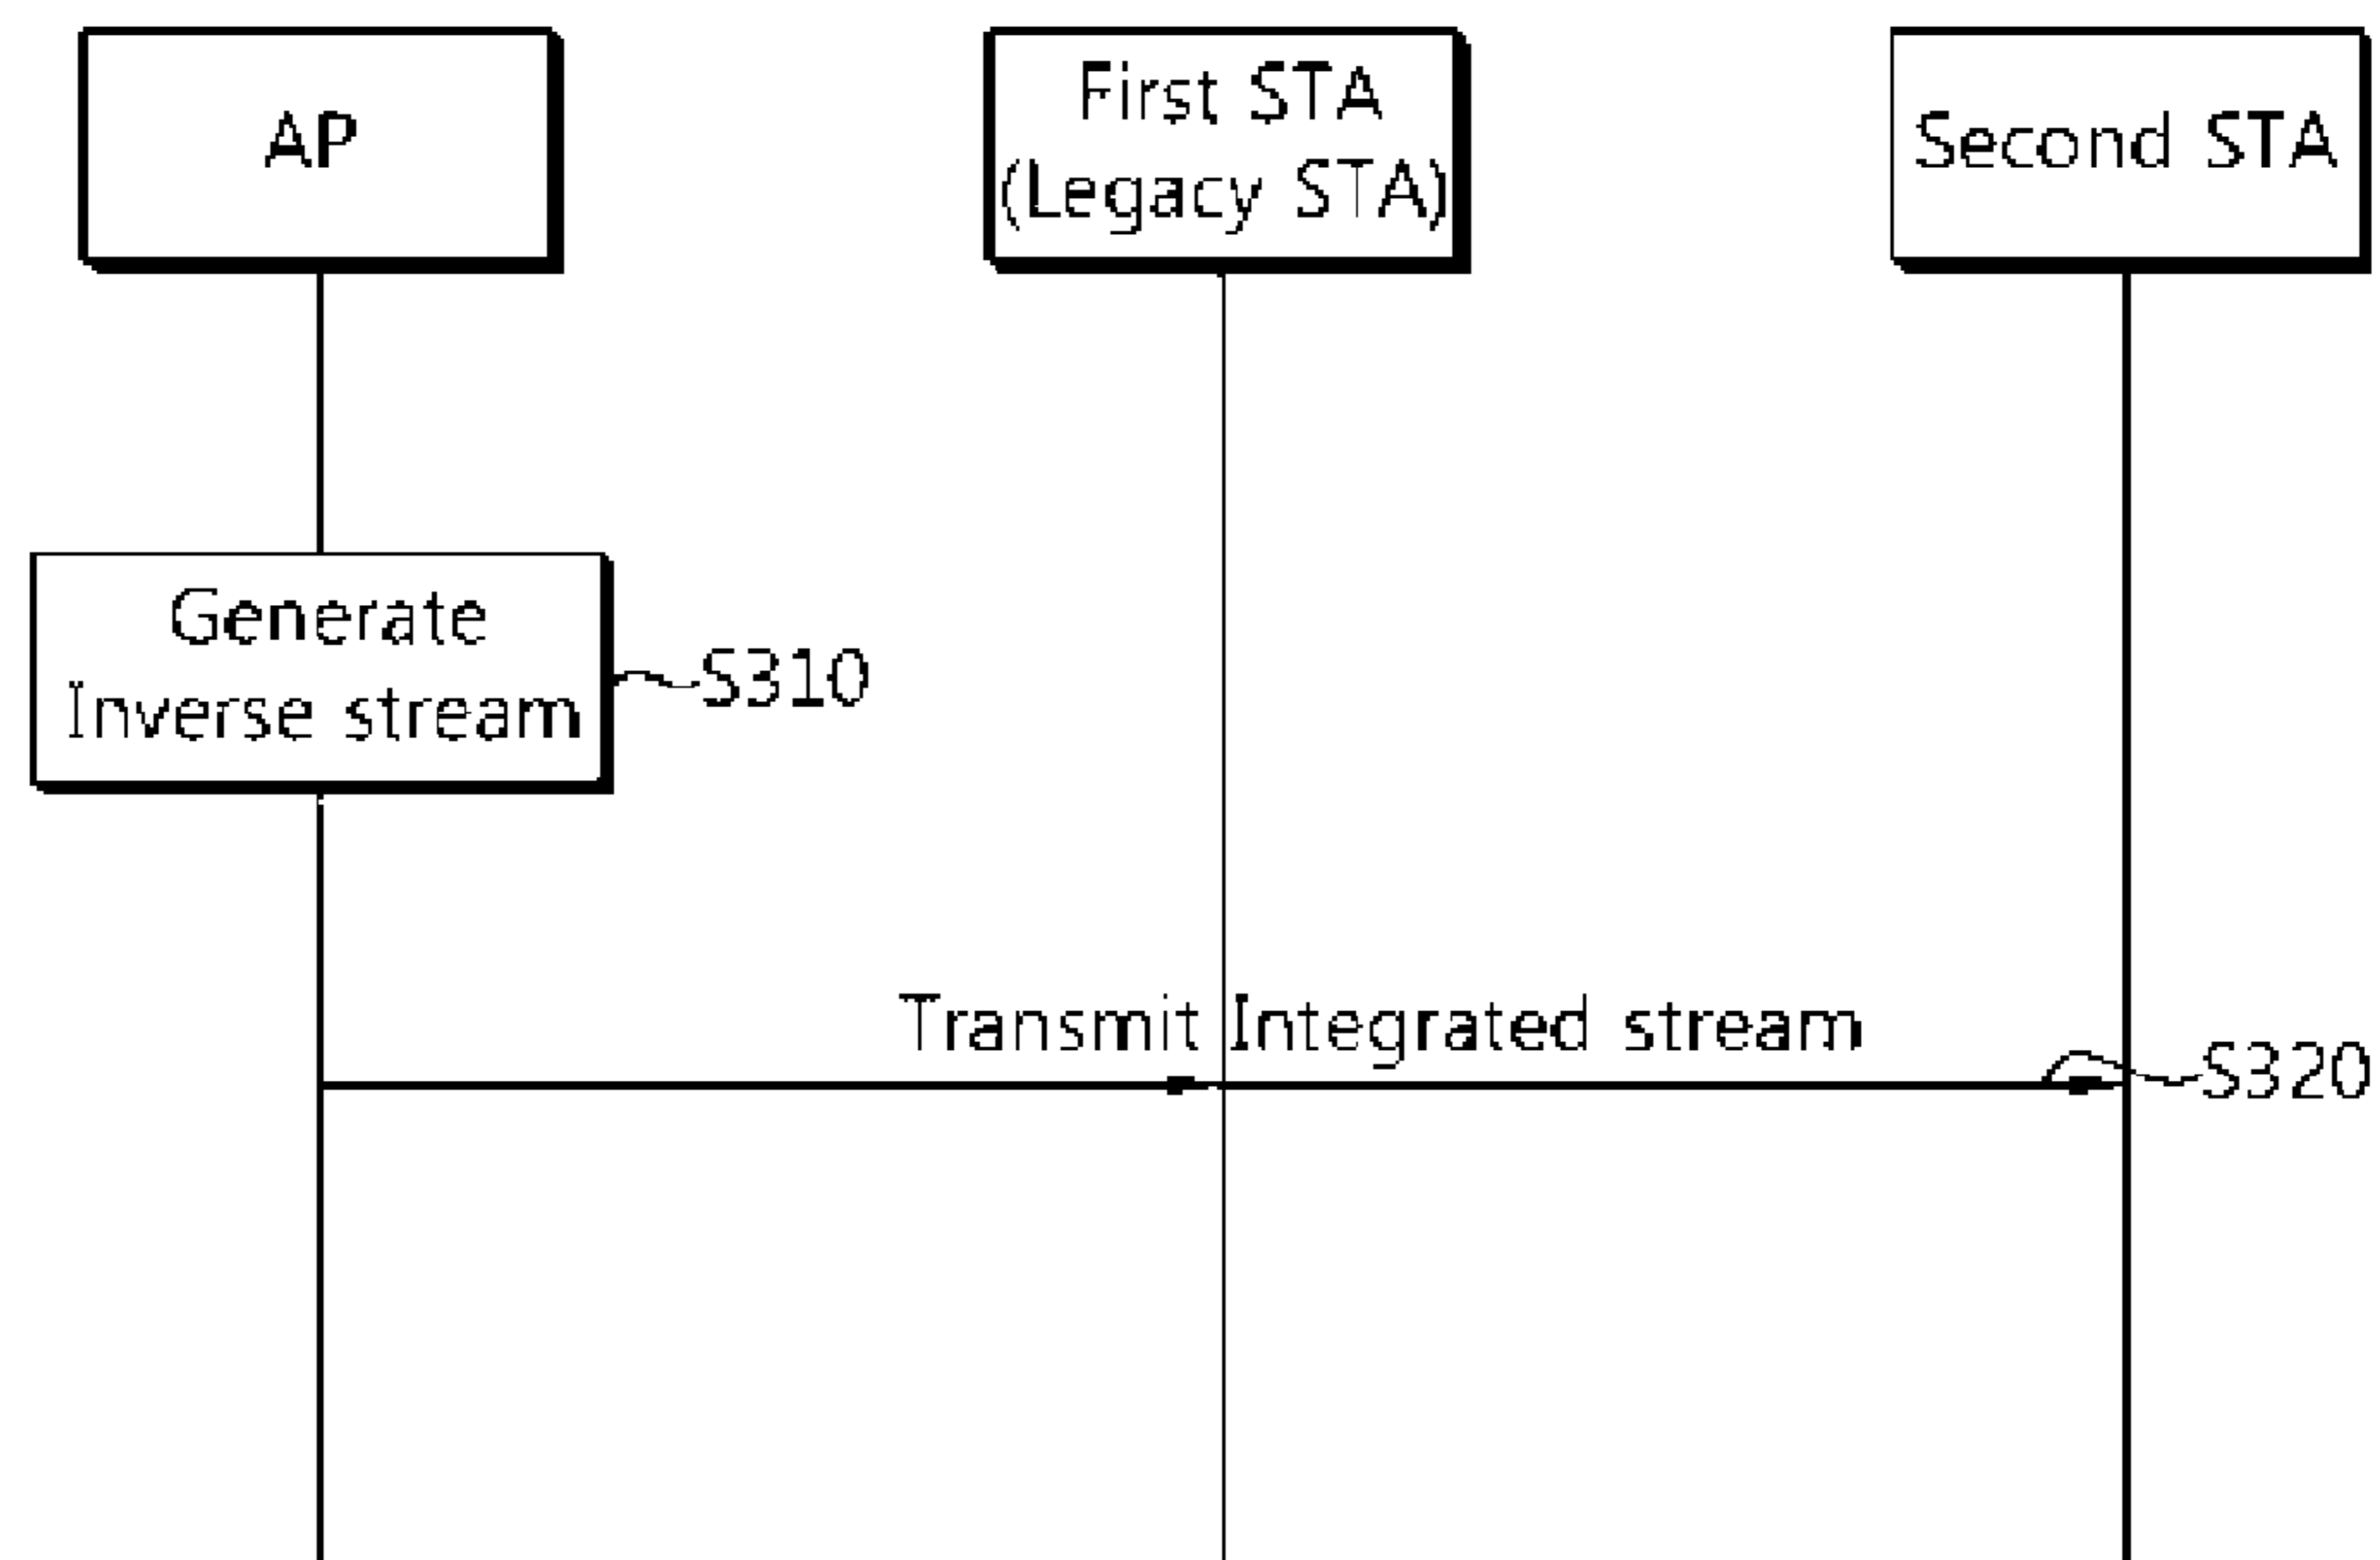 AP
First STA
(Legacy STA)
Second STA
Generate
Inverse stream
S310
Transmit Integrated stream
S320